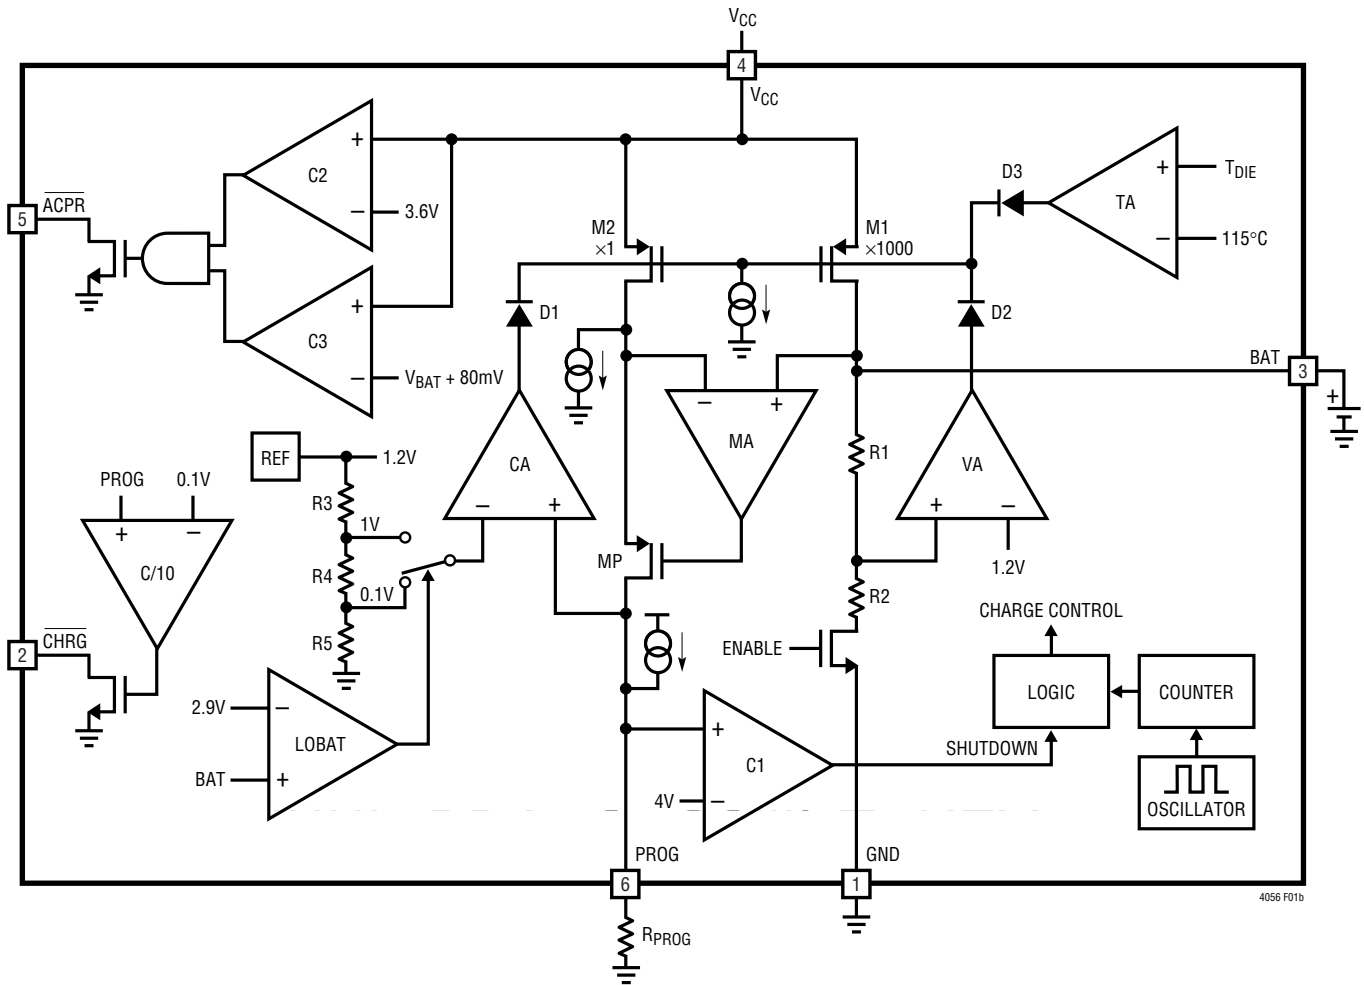 VCC
4
VCC
C2
+
–
3.6V
5
ACPR
M2
×1
M1
×1000
D3
TA
+
–
TDIE
115°C
C3
+
–
VBAT + 80mV
D1
D2
BAT
3
+
–
+
MA
REF
1.2V
CA
–
+
R1
VA
+
–
1.2V
PROG
0.1V
+
–
C/10
R3
1V
R4
0.1V
R5
MP
R2
CHARGE CONTROL
2
CHRG
ENABLE
LOGIC
COUNTER
2.9V
–
LOBAT
BAT
+
+
C1
4V
–
SHUTDOWN
OSCILLATOR
PROG
6
GND
1
4056 F01b
RPROG